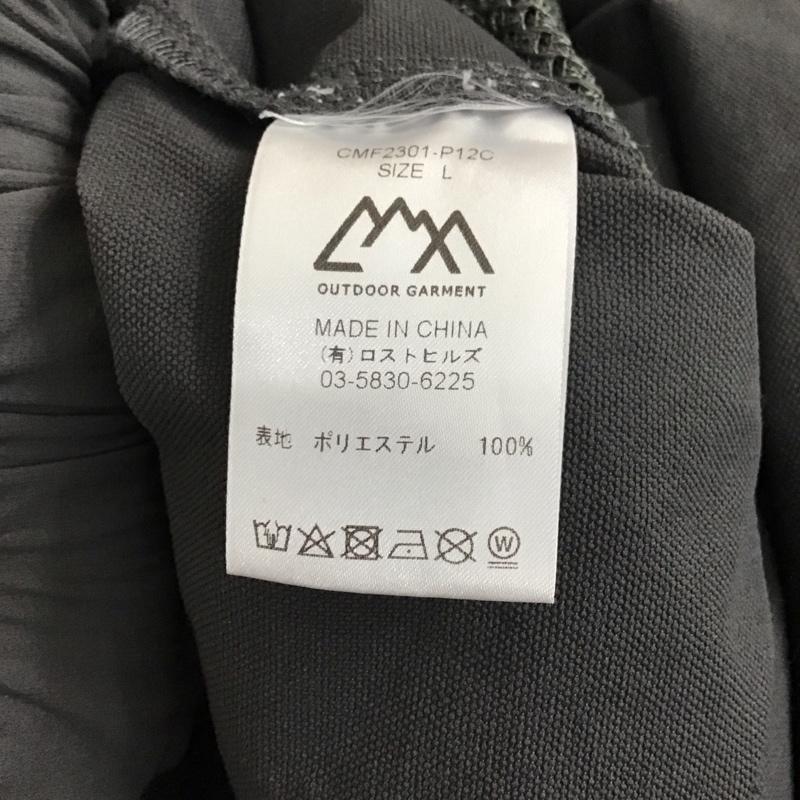 CMF2301-P12C
SIZE L
OUTDOOR GARMENT
MADE IN CHINA
(有)ロストヒルズ
03-5830-6225
表地 ポリエステル 100%
W